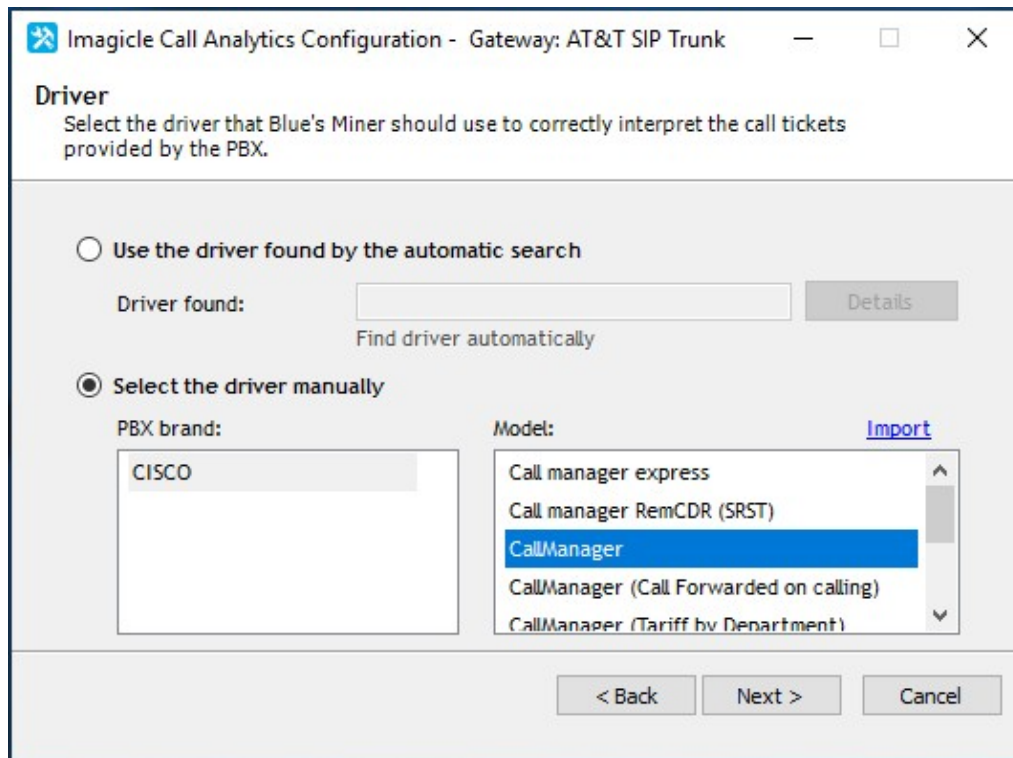 Imagicle Call Analytics Configuration - Gateway: AT&T SIP Trunk
Driver
Select the driver that Blue's Miner should use to correctly interpret the call tickets
provided by the PBX.
Use the driver found by the automatic search
Driver found:
Details
Find driver automatically
Select the driver manually
PBX brand:
Model:
Import
CISCO
Call manager express
Call manager RemCDR (SRST)
CallManager
CallManager (Call Forwarded on calling)
CallManager (Tariff by Department)
< Back
Next >
Cancel